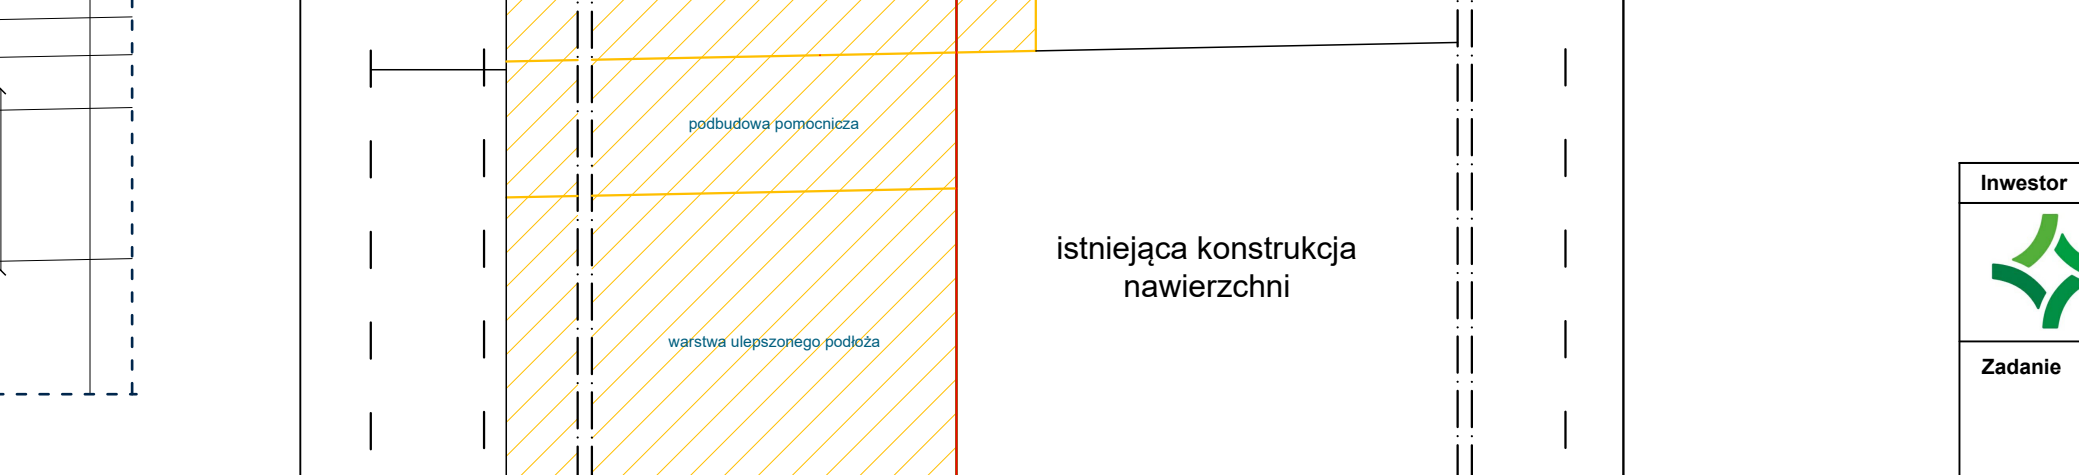 podbudowa pomocnicza
Inwestor
istniejąca konstrukcja
nawierzchni
warstwa ulepszonego podłoża
Zadanie